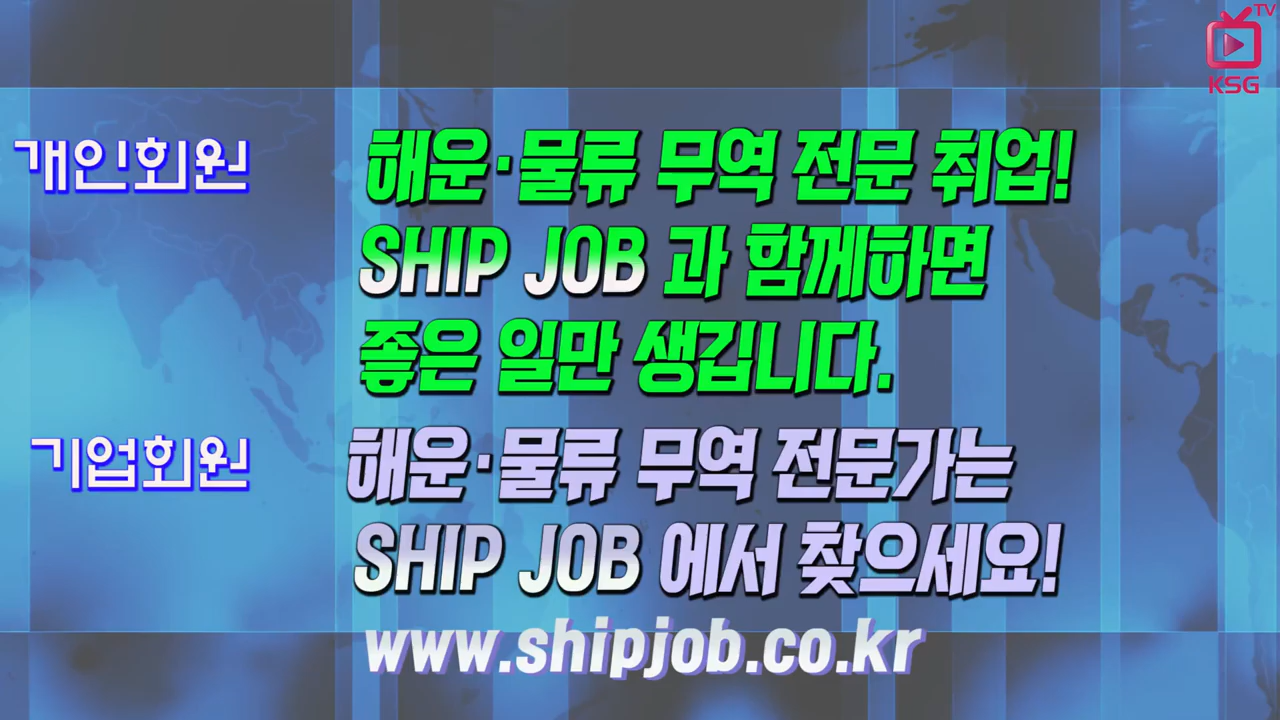 TV
KSG
개인회원
해운·물류 무역 전문 취업!
SHIP JOB 과 함께하면
좋은 일만 생깁니다.
기업회원
해운·물류 무역 전문가는
SHIP JOB 에서 찾으세요!
www.shipjob.co.kr